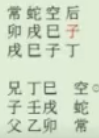 常 蛇 空 后
卯 戌 巳 子
戌 巳 子 丁
兄 丁巳 空○
子 壬戌 蛇
父 乙卯 常